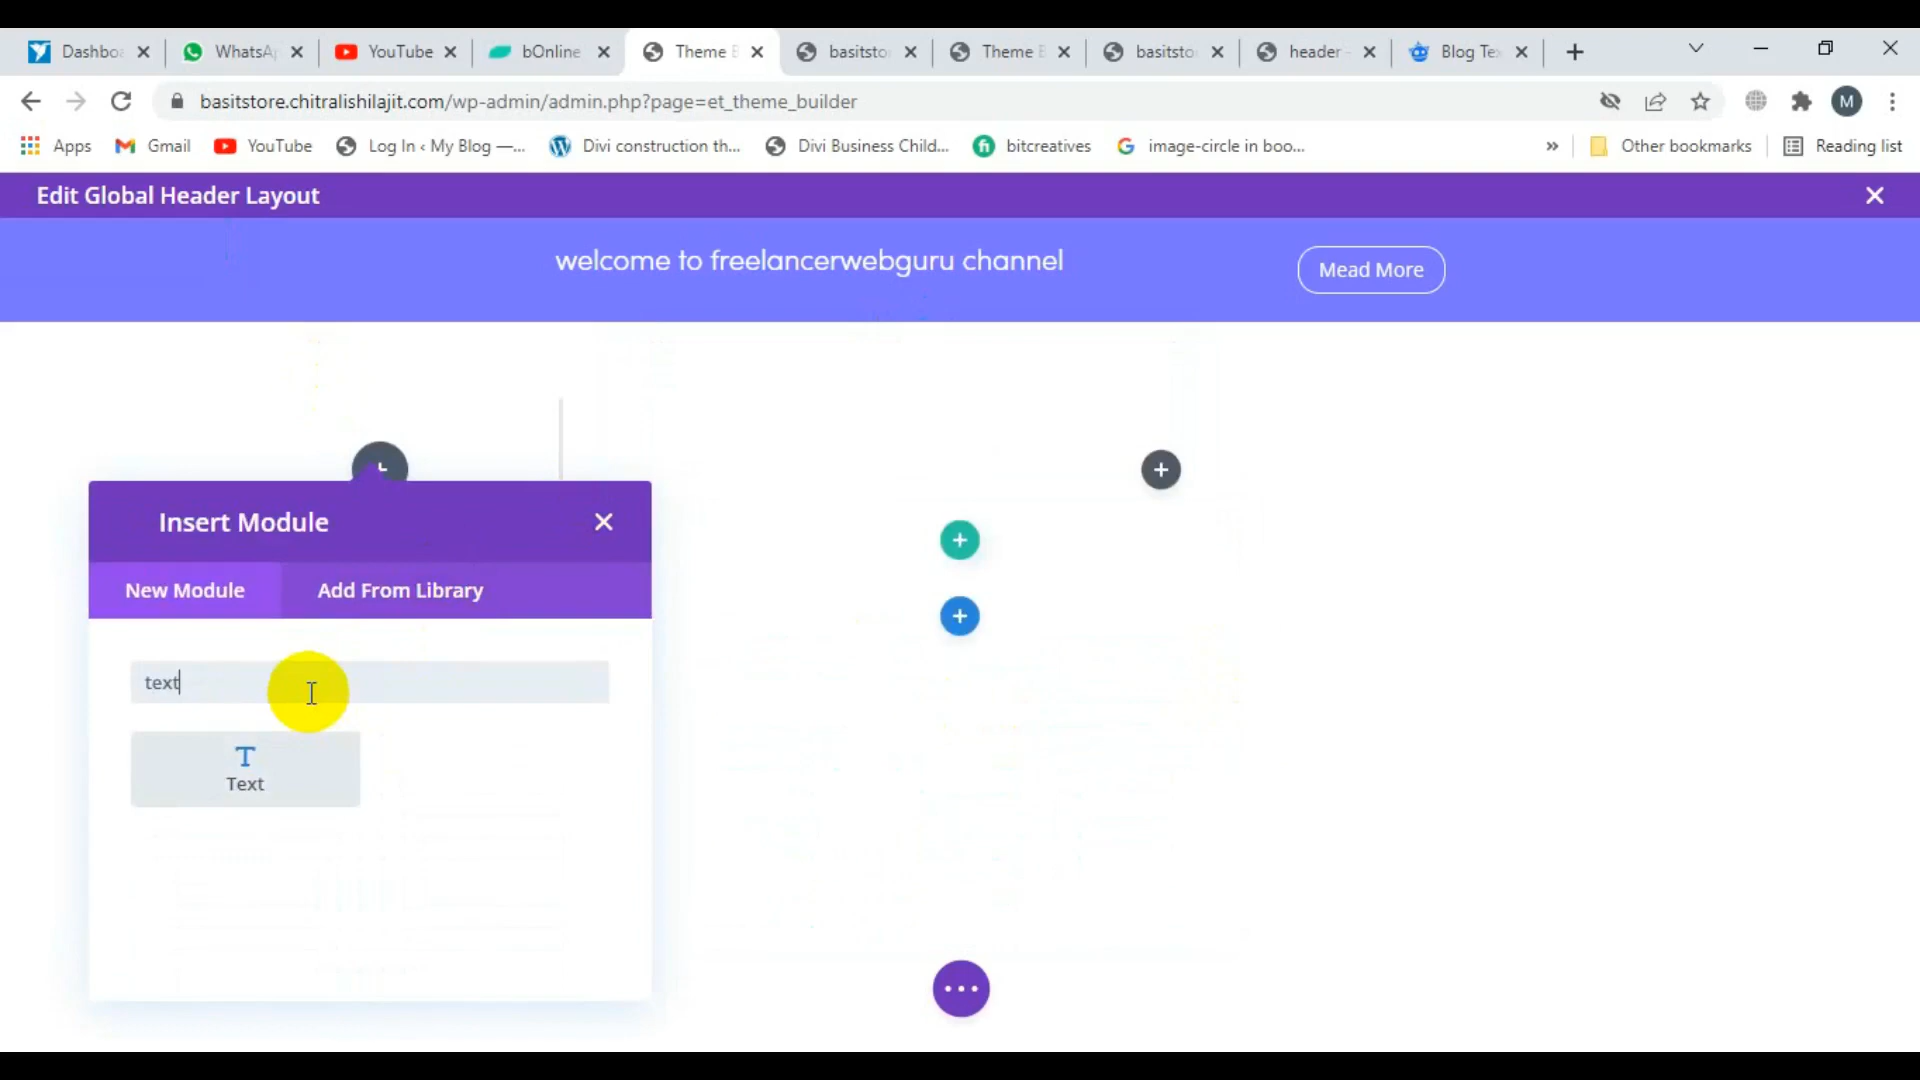 Dashbo
WhatsAp
YouTube
bOnline
Theme B
basitsto
Theme B
basitsto
header -
Blog Tex
basitstore.chitralishilajit.com/wp-admin/admin.php?page=et_theme_builder
M
Apps
Gmail
YouTube
Log In ‹ My Blog —...
Divi construction th...
Divi Business Child...
bitcreatives
image-circle in boo...
»
Other bookmarks
Reading list
Edit Global Header Layout
welcome to freelancerwebguru channel
Mead More
Insert Module
New Module
Add From Library
text
Text